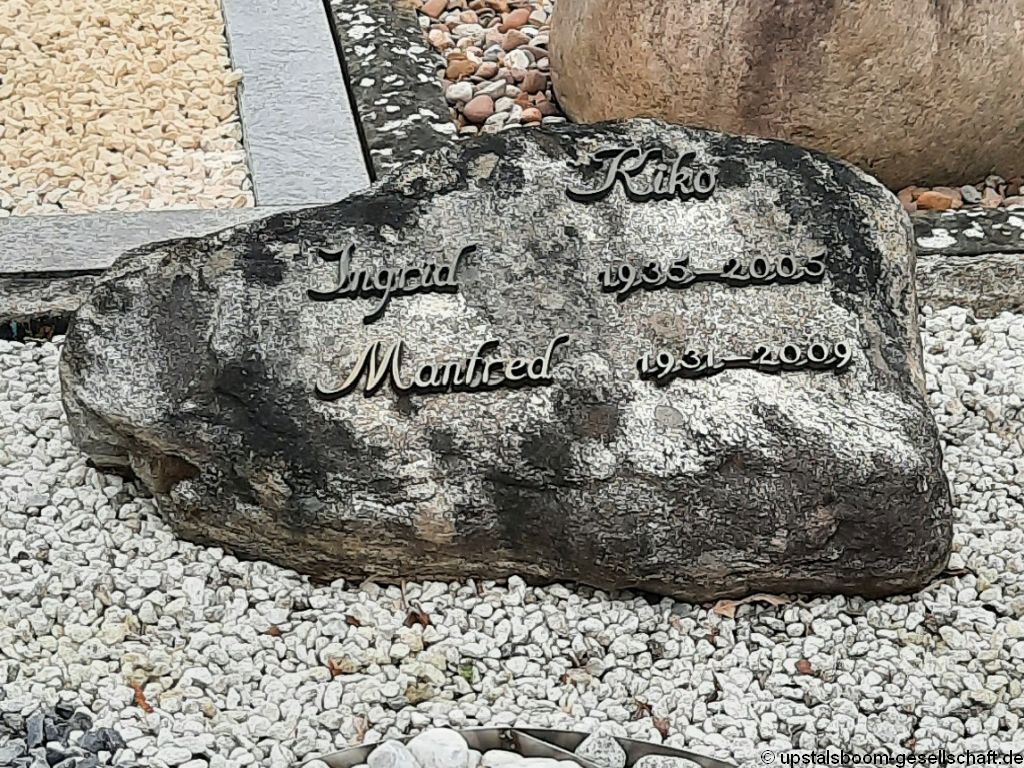 Kiko
Ingrid 1935–2005
Manfred 1931–2009
© upstalsboom-gesellschaft.de